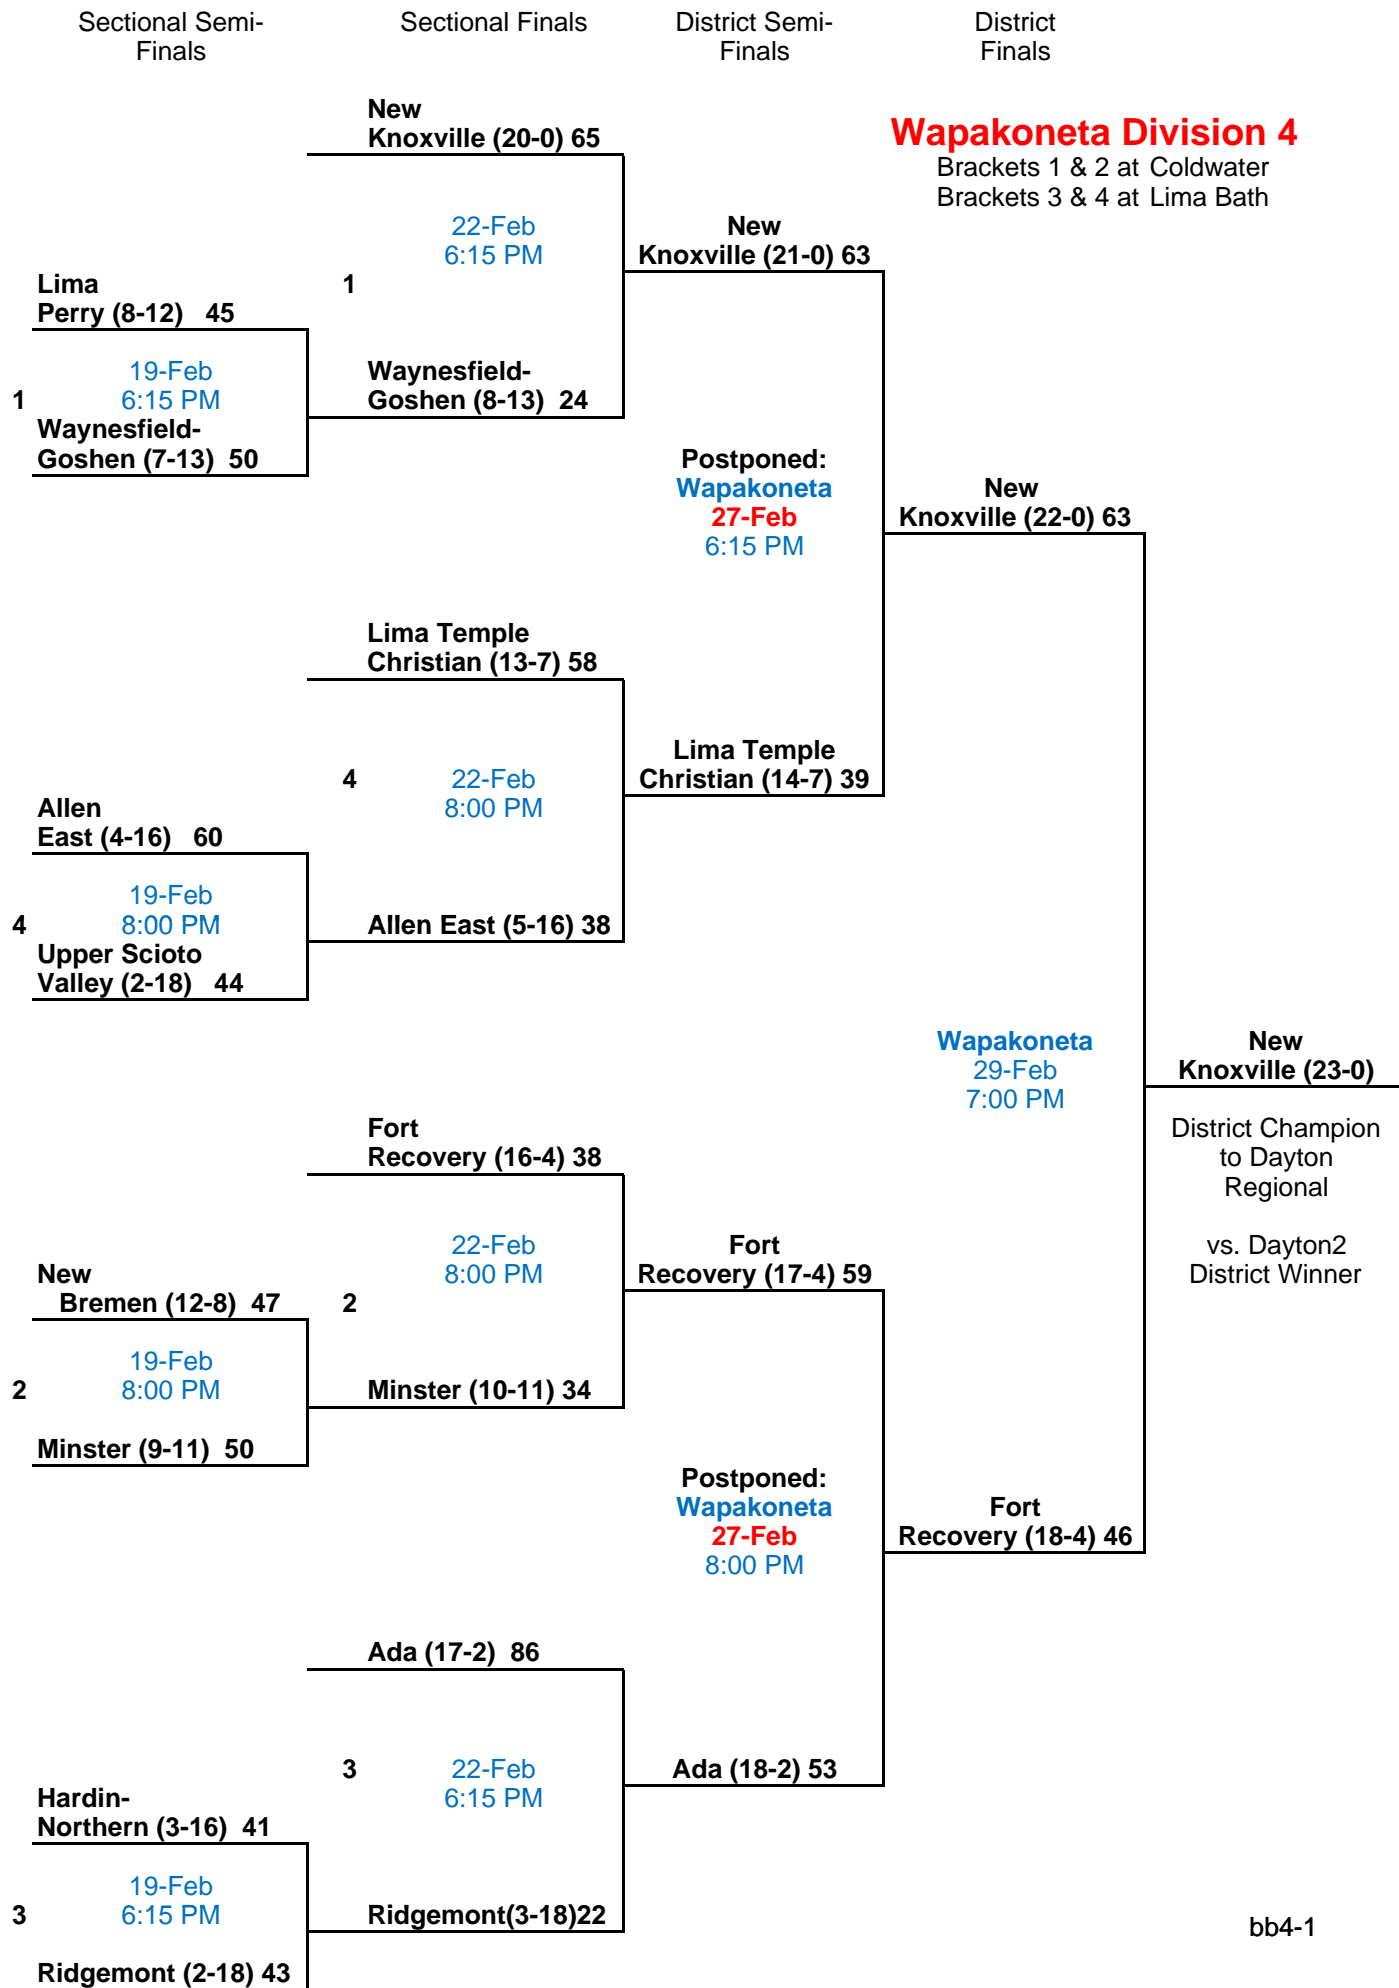 Sectional Semi-
Finals
Sectional Finals
District Semi-
Finals
District
Finals
Wapakoneta Division 4
Brackets 1 & 2 at Coldwater
Brackets 3 & 4 at Lima Bath
New
Knoxville (20-0) 65
22-Feb
6:15 PM
New
Knoxville (21-0) 63
Lima
Perry (8-12) 45
1
19-Feb
6:15 PM
1
Waynesfield-
Goshen (8-13) 24
Waynesfield-
Goshen (7-13) 50
Postponed:
Wapakoneta
27-Feb
6:15 PM
New
Knoxville (22-0) 63
Lima Temple
Christian (13-7) 58
Lima Temple
Christian (14-7) 39
4
22-Feb
8:00 PM
Allen
East (4-16) 60
19-Feb
8:00 PM
4
Allen East (5-16) 38
Upper Scioto
Valley (2-18) 44
Wapakoneta
29-Feb
7:00 PM
New
Knoxville (23-0)
District Champion
to Dayton
Regional
vs. Dayton2
District Winner
Fort
Recovery (16-4) 38
22-Feb
8:00 PM
Fort
Recovery (17-4) 59
New
Bremen (12-8) 47
2
19-Feb
8:00 PM
2
Minster (10-11) 34
Minster (9-11) 50
Postponed:
Wapakoneta
27-Feb
8:00 PM
Fort
Recovery (18-4) 46
Ada (17-2) 86
3
22-Feb
6:15 PM
Ada (18-2) 53
Hardin-
Northern (3-16) 41
19-Feb
6:15 PM
3
Ridgemont(3-18)22
Ridgemont (2-18) 43
bb4-1